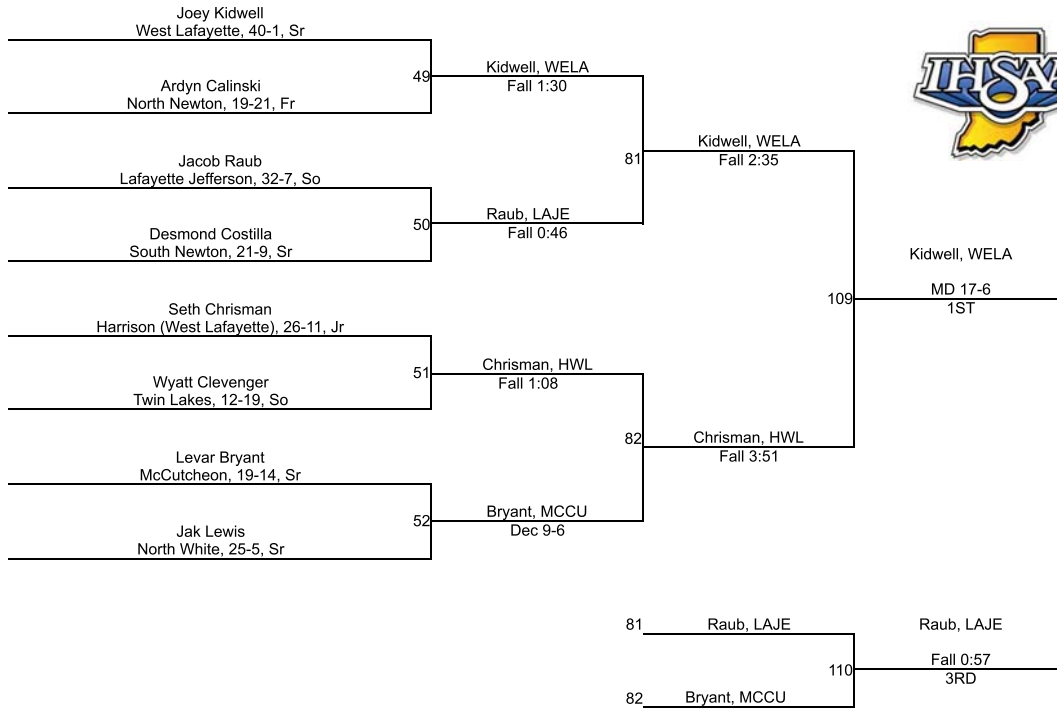 Joey Kidwell
West Lafayette, 40-1, Sr
49
Kidwell, WELA
Fall 1:30
Ardyn Calinski
North Newton, 19-21, Fr
81
Kidwell, WELA
Fall 2:35
Jacob Raub
Lafayette Jefferson, 32-7, So
50
Raub, LAJE
Fall 0:46
Desmond Costilla
South Newton, 21-9, Sr
109
Kidwell, WELA
MD 17-6
1ST
Seth Chrisman
Harrison (West Lafayette), 26-11, Jr
51
Chrisman, HWL
Fall 1:08
Wyatt Clevenger
Twin Lakes, 12-19, So
82
Chrisman, HWL
Fall 3:51
Levar Bryant
McCutcheon, 19-14, Sr
52
Bryant, MCCU
Dec 9-6
Jak Lewis
North White, 25-5, Sr
81
Raub, LAJE
110
Raub, LAJE
Fall 0:57
3RD
82
Bryant, MCCU
IHSAA